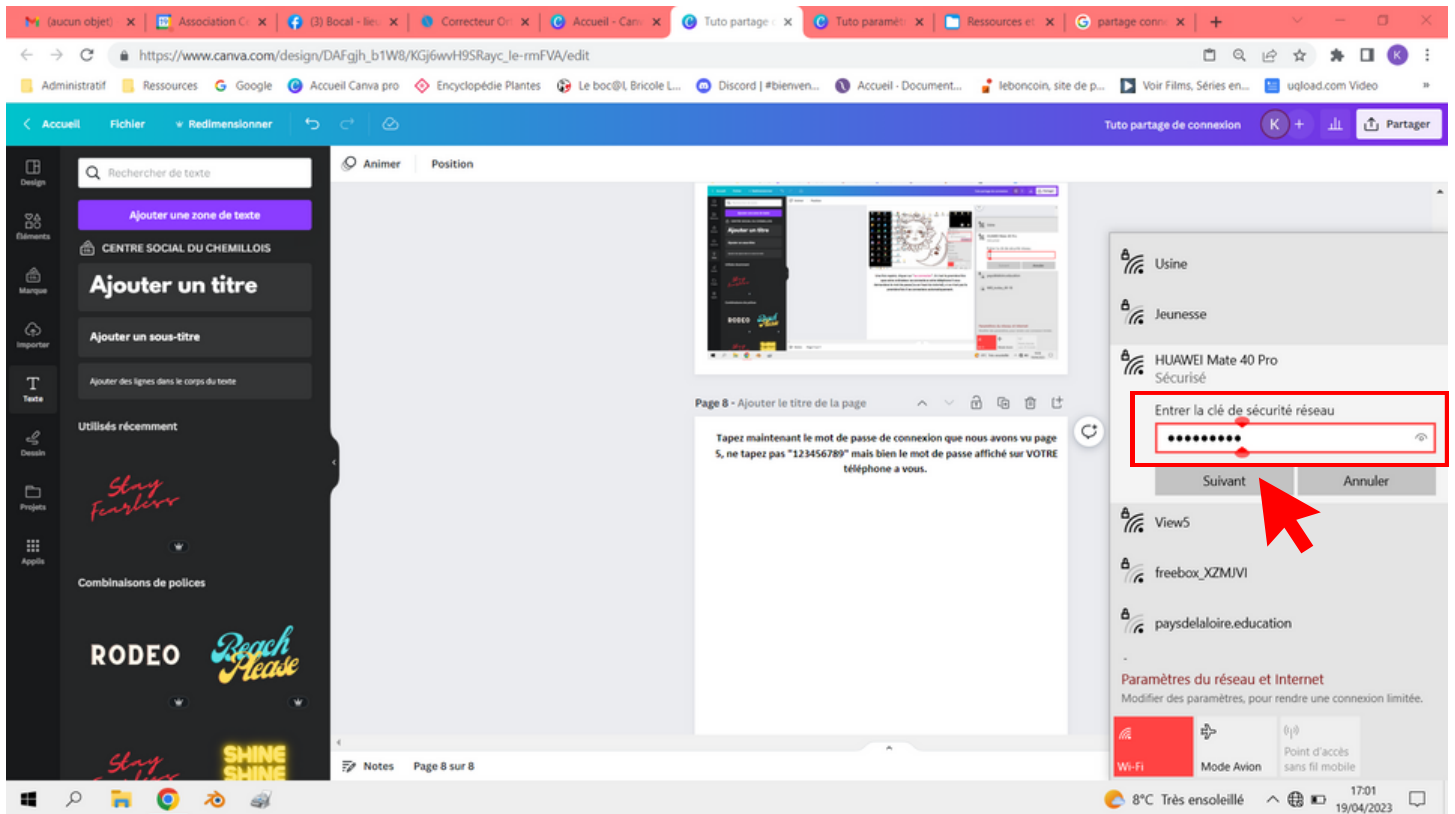 (aucun objet)
Association C
(3) Bocal - lieu
Correcteur Or
Accueil - Canv
Tuto partage c
Tuto paramét
Ressources et
partage conn
https://www.canva.com/design/DAFgjh_b1W8/KGj6wvH9SRayc_le-rmFVA/edit
K
Administratif
Ressources
Google
Accueil Canva pro
Encyclopédie Plantes
Le boc@l, Bricole L...
Discord | #bienven...
Accueil - Document...
leboncoin, site de p...
Voir Films, Séries en...
uqload.com Video
Accueil
Fichier
Redimensionner
Tuto partage de connexion
K
Partager
Design
Éléments
Marque
Importer
Texte
Dessin
Projets
Applis
Rechercher de texte
Ajouter une zone de texte
CENTRE SOCIAL DU CHEMILLOIS
Ajouter un titre
Ajouter un sous-titre
Ajouter des lignes dans le corps du texte
Utilisés récemment
Stay
Fearless
Combinaisons de polices
RODEO
Beach
Please
Stay
SHINE
SHINE
Animer
Position
Page 8 - Ajouter le titre de la page
Tapez maintenant le mot de passe de connexion que nous avons vu page
5, ne tapez pas "123456789" mais bien le mot de passe affiché sur VOTRE
téléphone a vous.
Notes
Page 8 sur 8
Usine
Jeunesse
HUAWEI Mate 40 Pro
Sécurisé
Entrer la clé de sécurité réseau
•••••••••
Suivant
Annuler
View5
freebox_XZMJVI
paysdelaloire.education
Paramètres du réseau et Internet
Modifier des paramètres, pour rendre une connexion limitée.
Wi-Fi
Mode Avion
Point d'accès
sans fil mobile
8°C Très ensoleillé
17:01
19/04/2023